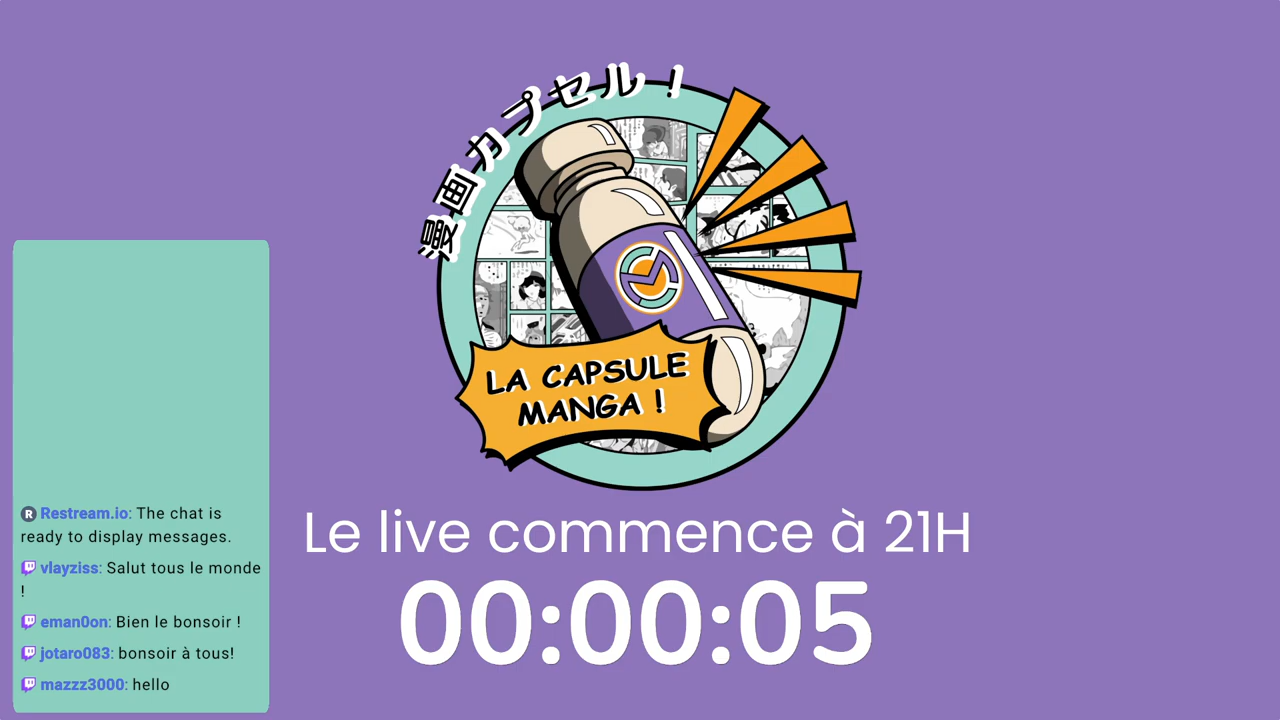 漫画カプセル！
LA CAPSULE
MANGA !
Le live commence à 21H
00:00:05
Restream.io: The chat is
ready to display messages.
vlayziss: Salut tous le monde
!
eman0on: Bien le bonsoir !
jotaro083: bonsoir à tous!
mazzz3000: hello